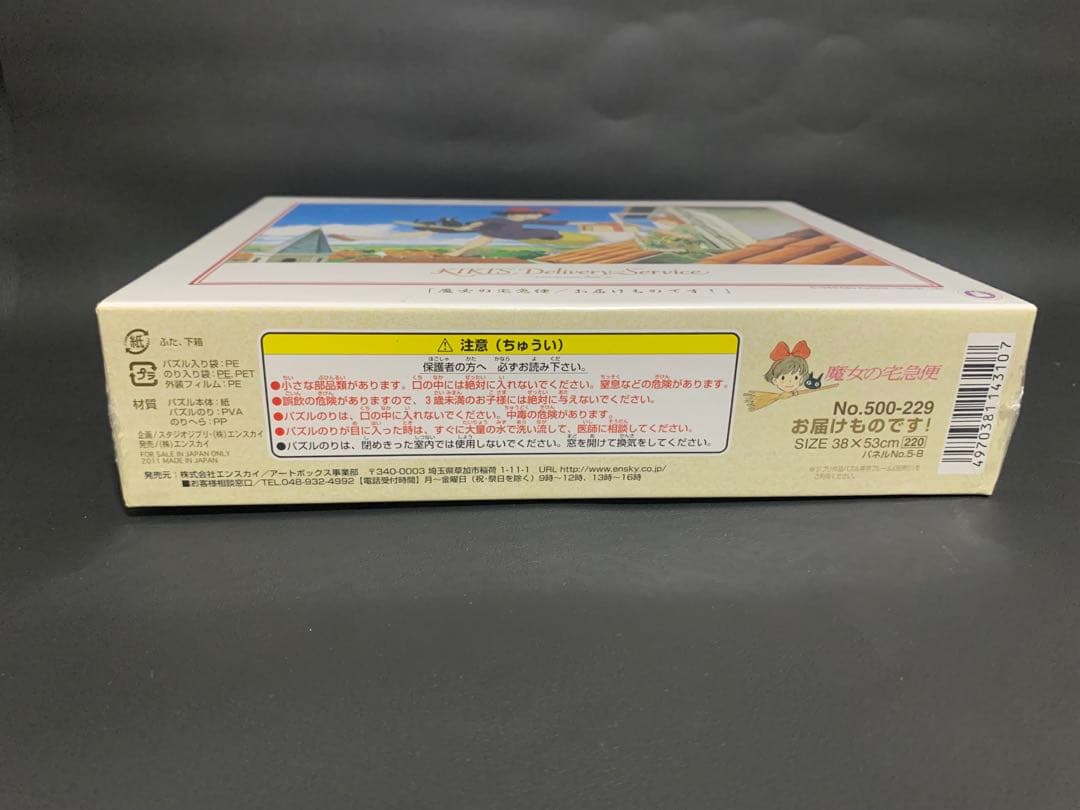 KIKI'S Delivery Service
「魔女の宅急便／お届けものです！」
紙
ふた、下箱
プラ
パズル入り袋：PE
のり入り袋：PE、PET
外装フィルム：PE
材質
パズル本体：紙
パズルのり：PVA
のりへら：PP
企画／スタジオジブリ・(株)エンスカイ
発売／(株)エンスカイ
FOR SALE IN JAPAN ONLY
2011 MADE IN JAPAN
⚠ 注意（ちゅうい）
保護者の方へ 必ずお読み下さい。
●小さな部品類があります。口の中には絶対に入れないでください。窒息などの危険があります。
●誤飲の危険がありますので、3歳未満のお子様には絶対に与えないでください。
●パズルのりは、口の中に入れないでください。中毒の危険があります。
●パズルのりが目に入った時は、すぐに大量の水で洗い流して、医師に相談してください。
●パズルのりは、閉めきった室内では使用しないでください。窓を開けて換気をしてください。
発売元：株式会社エンスカイ／アートボックス事業部 〒340-0003 埼玉県草加市稲荷1-11-1 URL http://www.ensky.co.jp/
■お客様相談窓口／TEL.048-932-4992【電話受付時間】月〜金曜日（祝・祭日を除く）9時〜12時、13時〜16時
魔女の宅急便
No.500-229
お届けものです！
SIZE 38×53cm 220
パネルNo.5-B
4970381143107